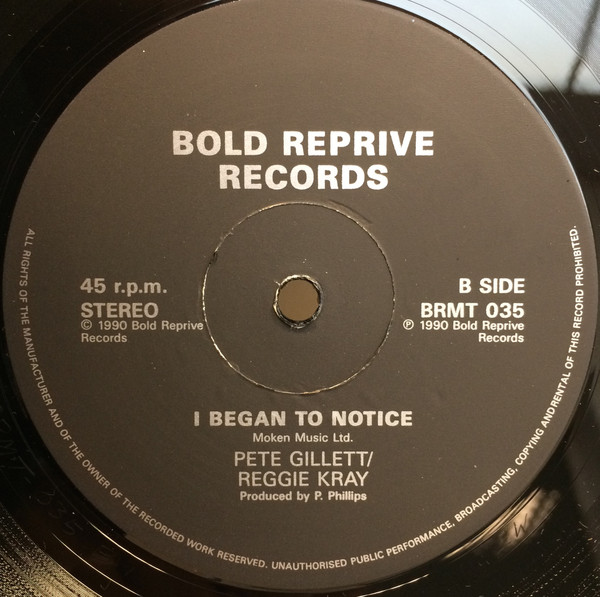 BOLD REPRIVE
RECORDS
45 r.p.m.
STEREO
© 1990 Bold Reprive
Records
B SIDE
BRMT 035
℗ 1990 Bold Reprive
Records
I BEGAN TO NOTICE
Moken Music Ltd.
PETE GILLETT/
REGGIE KRAY
Produced by P. Phillips
ALL RIGHTS OF THE MANUFACTURER AND OF THE OWNER OF THE RECORDED WORK RESERVED. UNAUTHORISED PUBLIC PERFORMANCE, BROADCASTING, COPYING ANDRENTAL OF THIS RECORD PROHIBITED.